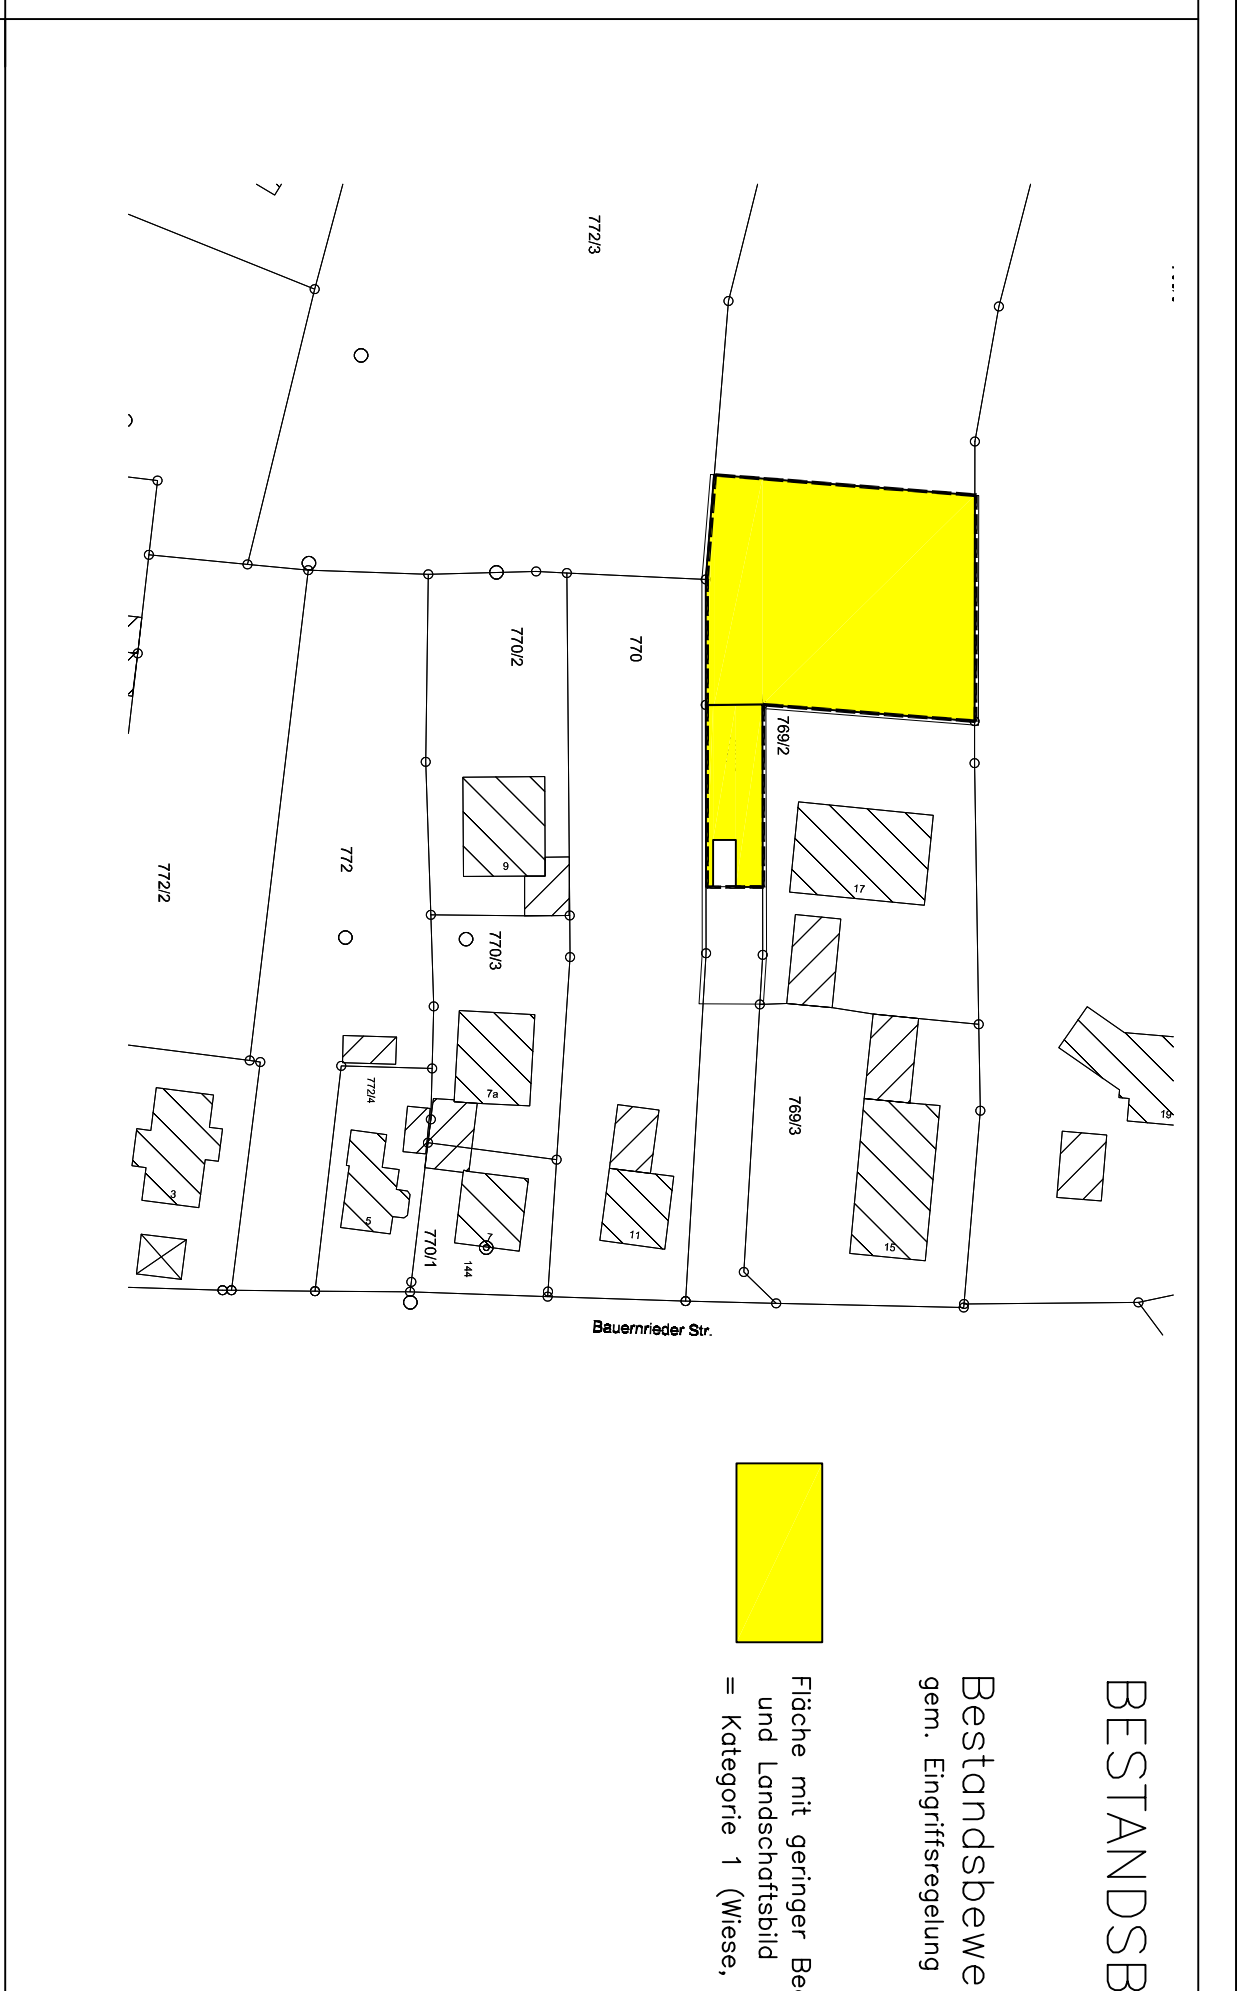 BESTANDSB
Bestandsbewe
gem. Eingriffsregelung
Fläche mit geringer Be
und Landschaftsbild
= Kategorie 1 (Wiese,
772/3
770/2
770
769/2
772/2
772
770/3
772/4
769/3
770/1
144
9
17
7a
19
3
5
7
11
15
Bauernrieder Str.